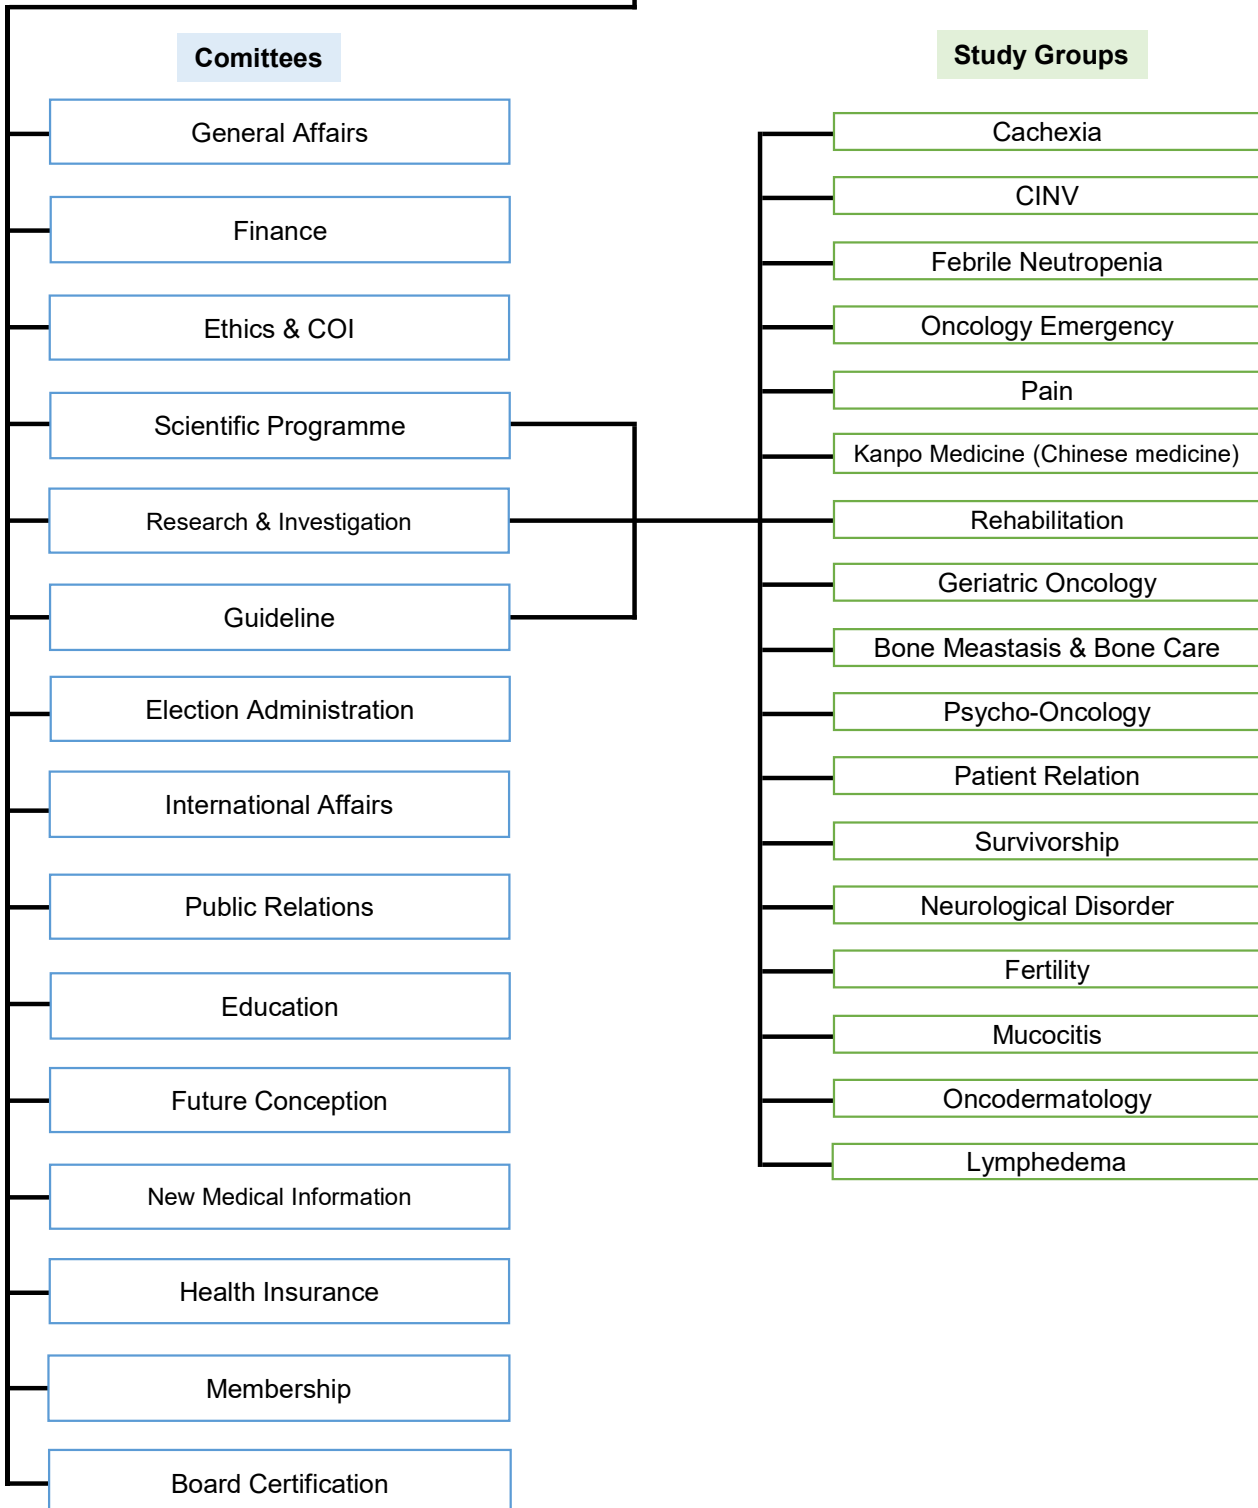 Comittees
General Affairs
Finance
Ethics & COI
Scientific Programme
Research & Investigation
Guideline
Election Administration
International Affairs
Public Relations
Education
Future Conception
New Medical Information
Health Insurance
Membership
Board Certification
Study Groups
Cachexia
CINV
Febrile Neutropenia
Oncology Emergency
Pain
Kanpo Medicine (Chinese medicine)
Rehabilitation
Geriatric Oncology
Bone Meastasis & Bone Care
Psycho-Oncology
Patient Relation
Survivorship
Neurological Disorder
Fertility
Mucocitis
Oncodermatology
Lymphedema